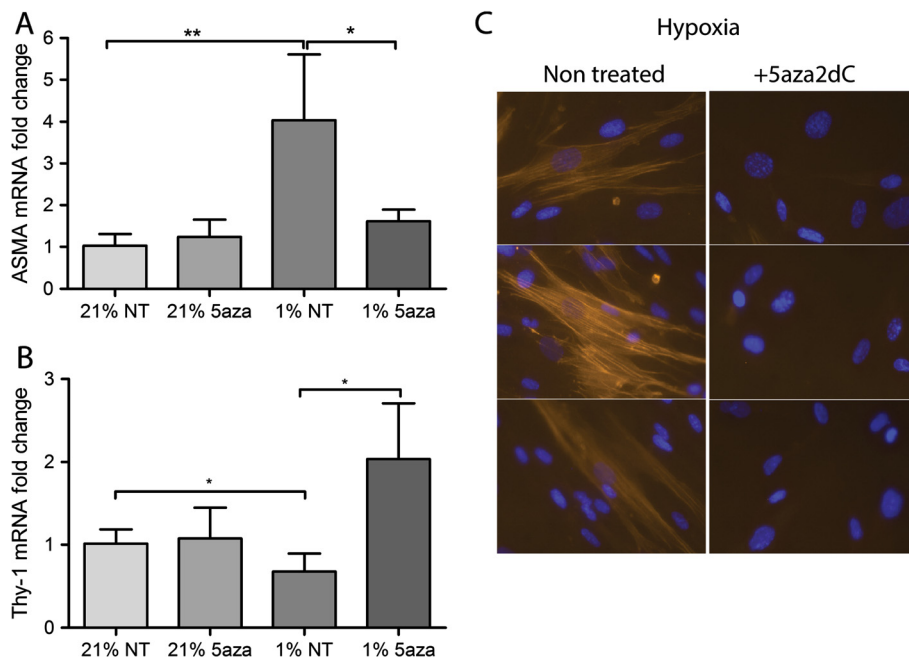 A
ASMA mRNA fold change
6
5
4
3
2
1
0
**
*
21% NT 21% 5aza 1% NT 1% 5aza
B
Thy-1 mRNA fold change
3
2
1
0
*
*
21% NT 21% 5aza 1% NT 1% 5aza
C
Hypoxia
Non treated +5aza2dC